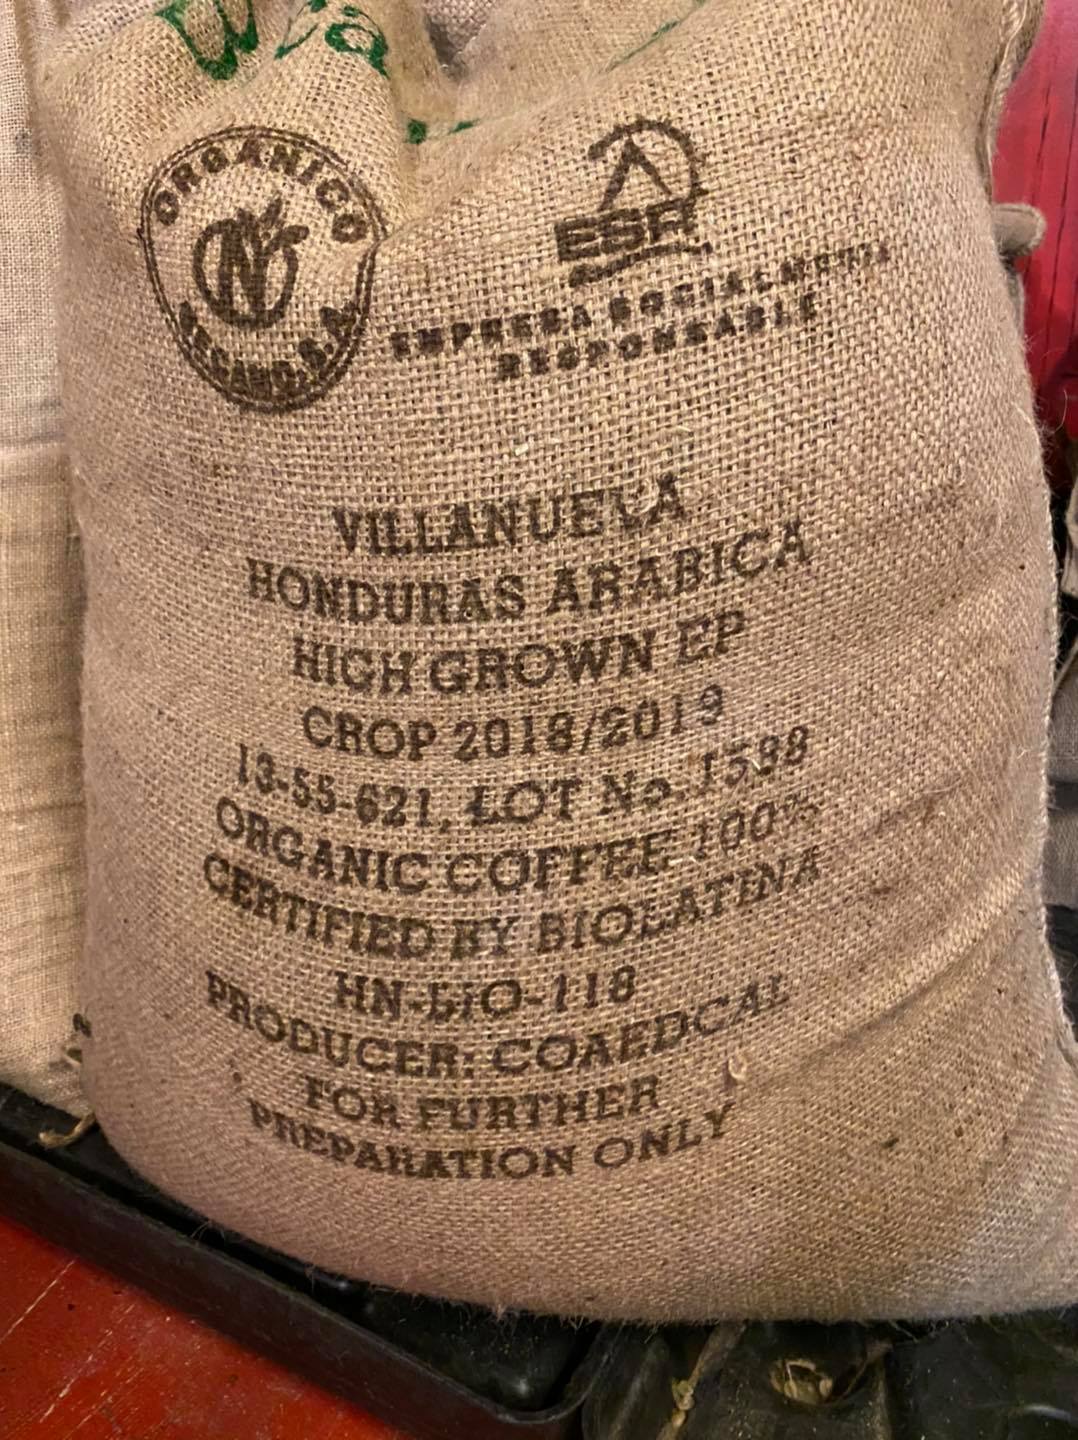 ORGANICO
ESR
EMPRESA SOCIALMENTE
RESPONSABLE
VILLANUEVA
HONDURAS ARABICA
HIGH GROWN EP
CROP 2018/2019
13-55-621, LOT No. 1588
ORGANIC COFFEE 100%
CERTIFIED BY BIOLATINA
HN-BIO-118
PRODUCER: COAEDCAL
FOR FURTHER
PREPARATION ONLY